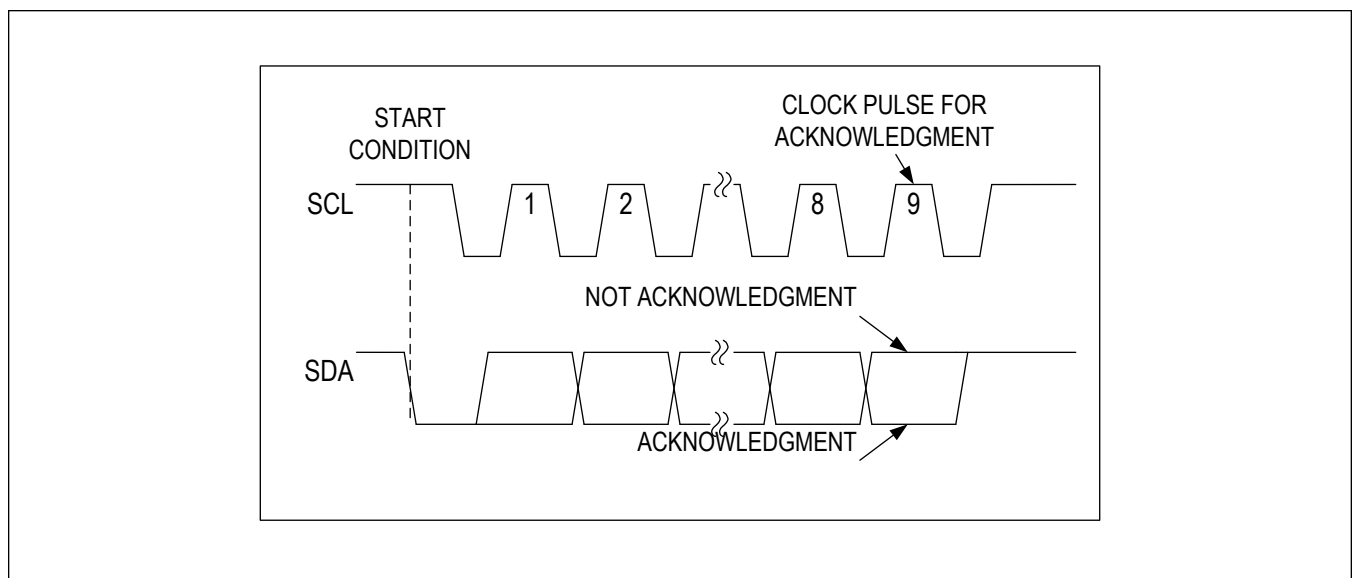 START
CONDITION
CLOCK PULSE FOR
ACKNOWLEDGMENT
SCL
1
2
8
9
NOT ACKNOWLEDGMENT
SDA
ACKNOWLEDGMENT